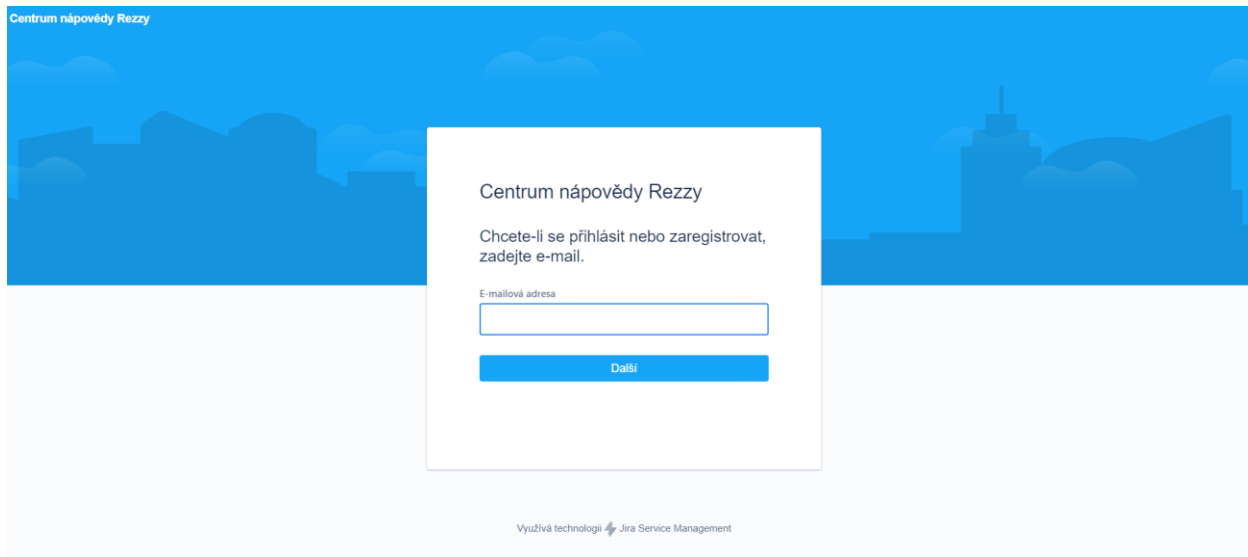 Centrum nápovědy Rezzy
Centrum nápovědy Rezzy
Chcete-li se přihlásit nebo zaregistrovat,
zadejte e-mail.
E-mailová adresa
Další
Využívá technologii Jira Service Management